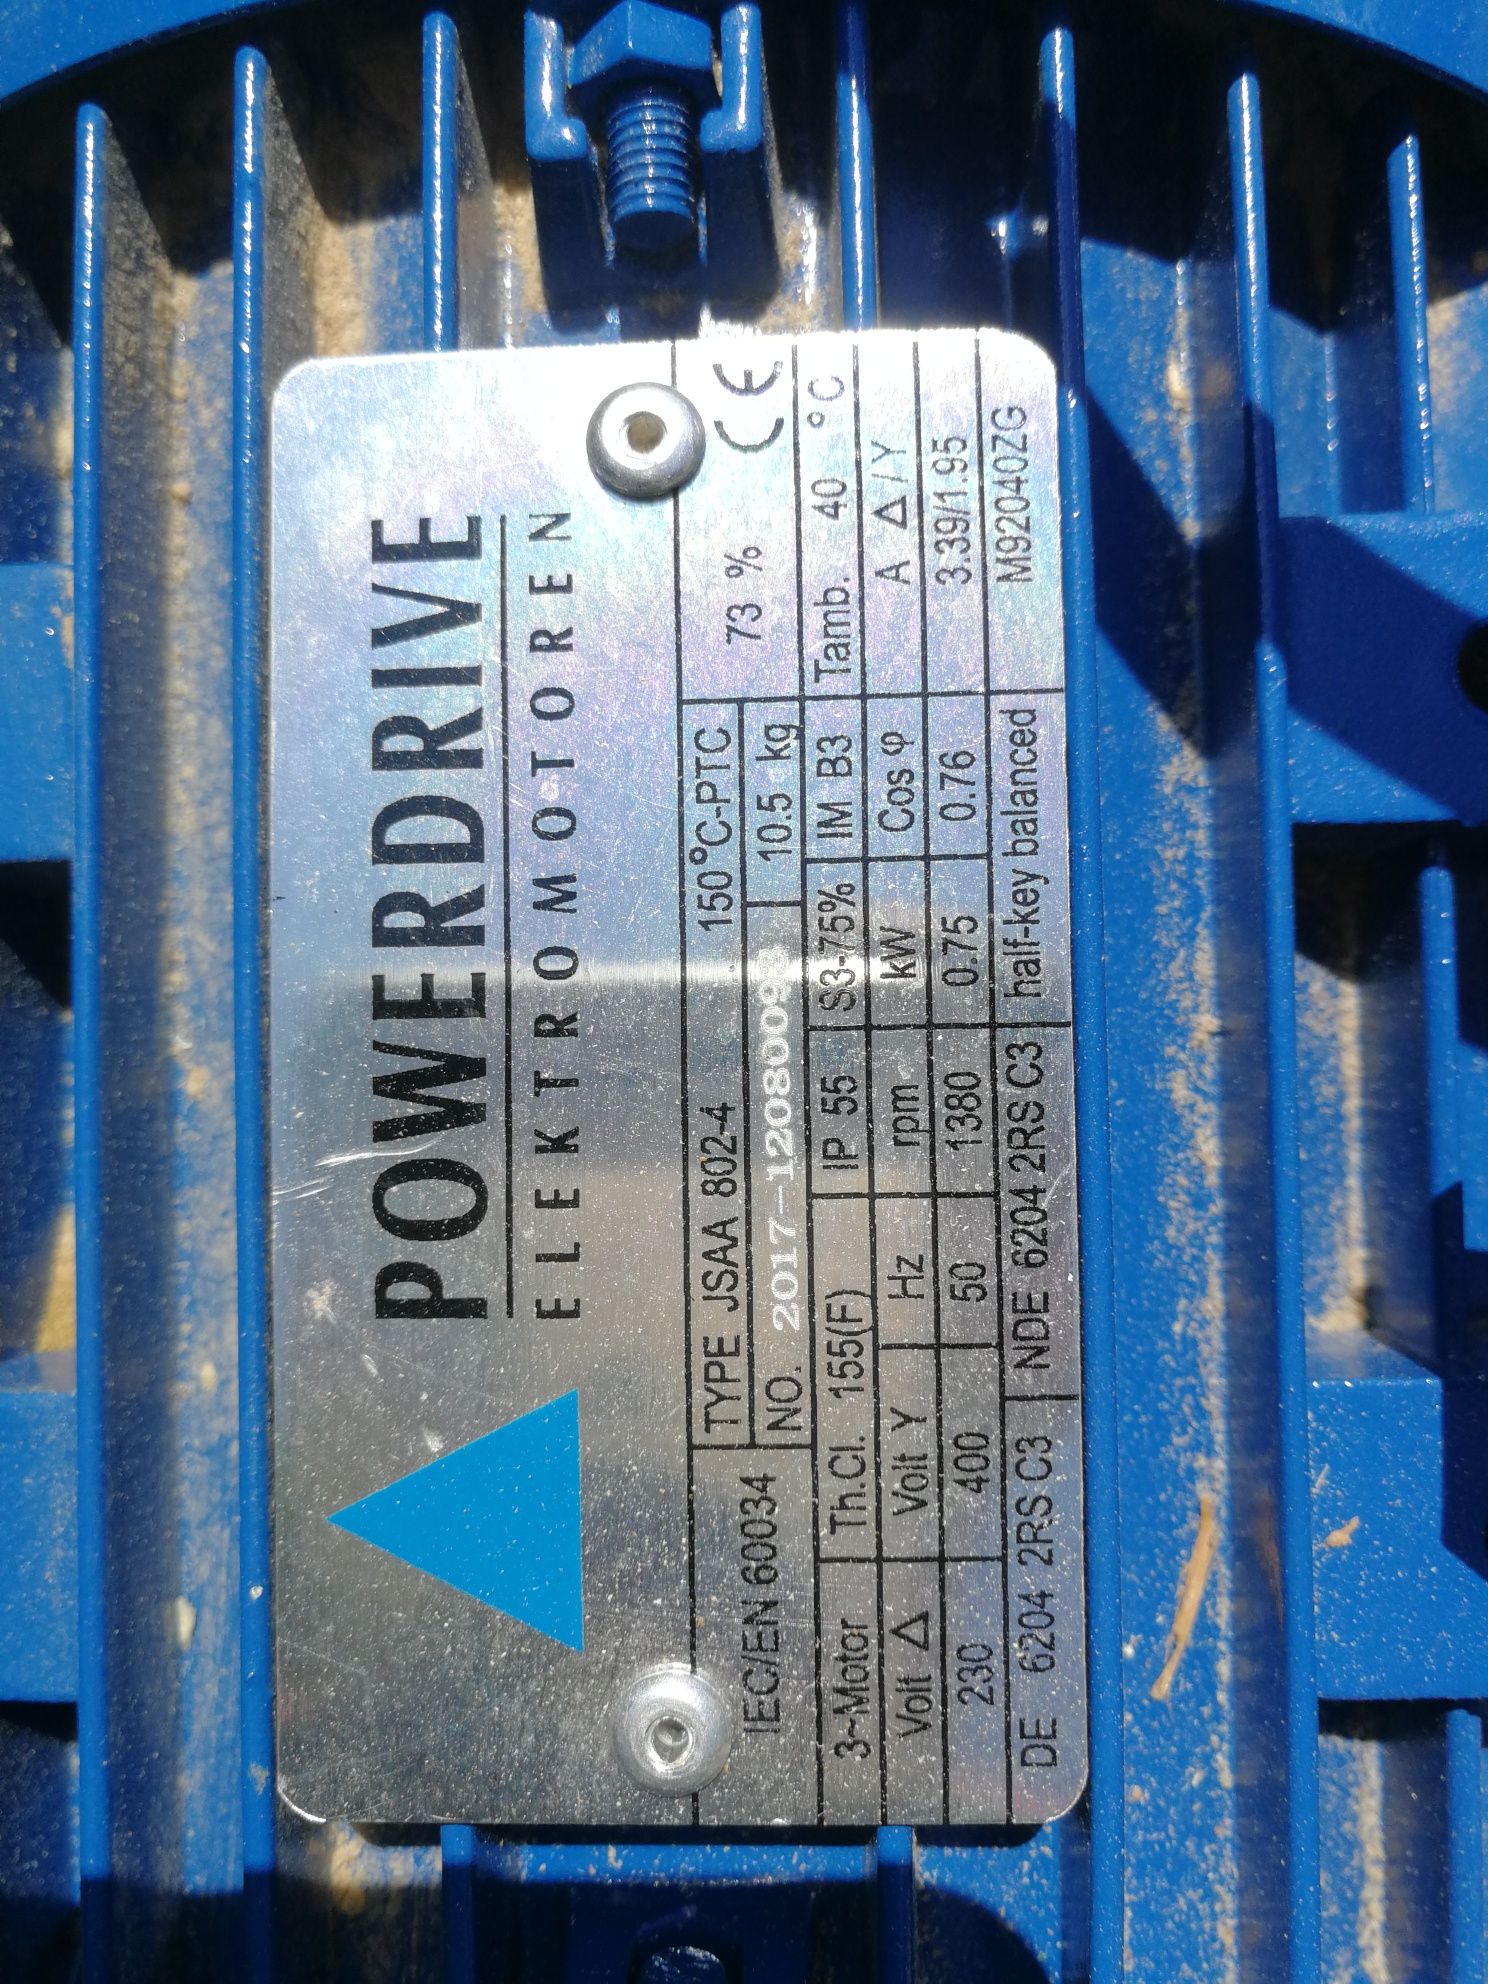 POWERDRIVE
ELEKTROMOTOREN
IEC/EN 60034 TYPE JSAA 802-4 150°C-PTC 73 % CE
NO. 10.5 kg
3~Motor Th.Cl. 155(F) IP 55 S3-75% IM B3 Tamb. 40 °C
Volt Δ Volt Y Hz rpm kW Cos φ A Δ/Y
230 400 50 1380 0.75 0.76 3.39/1.95
DE 6204 2RS C3 NDE 6204 2RS C3 half-key balanced M92040ZG